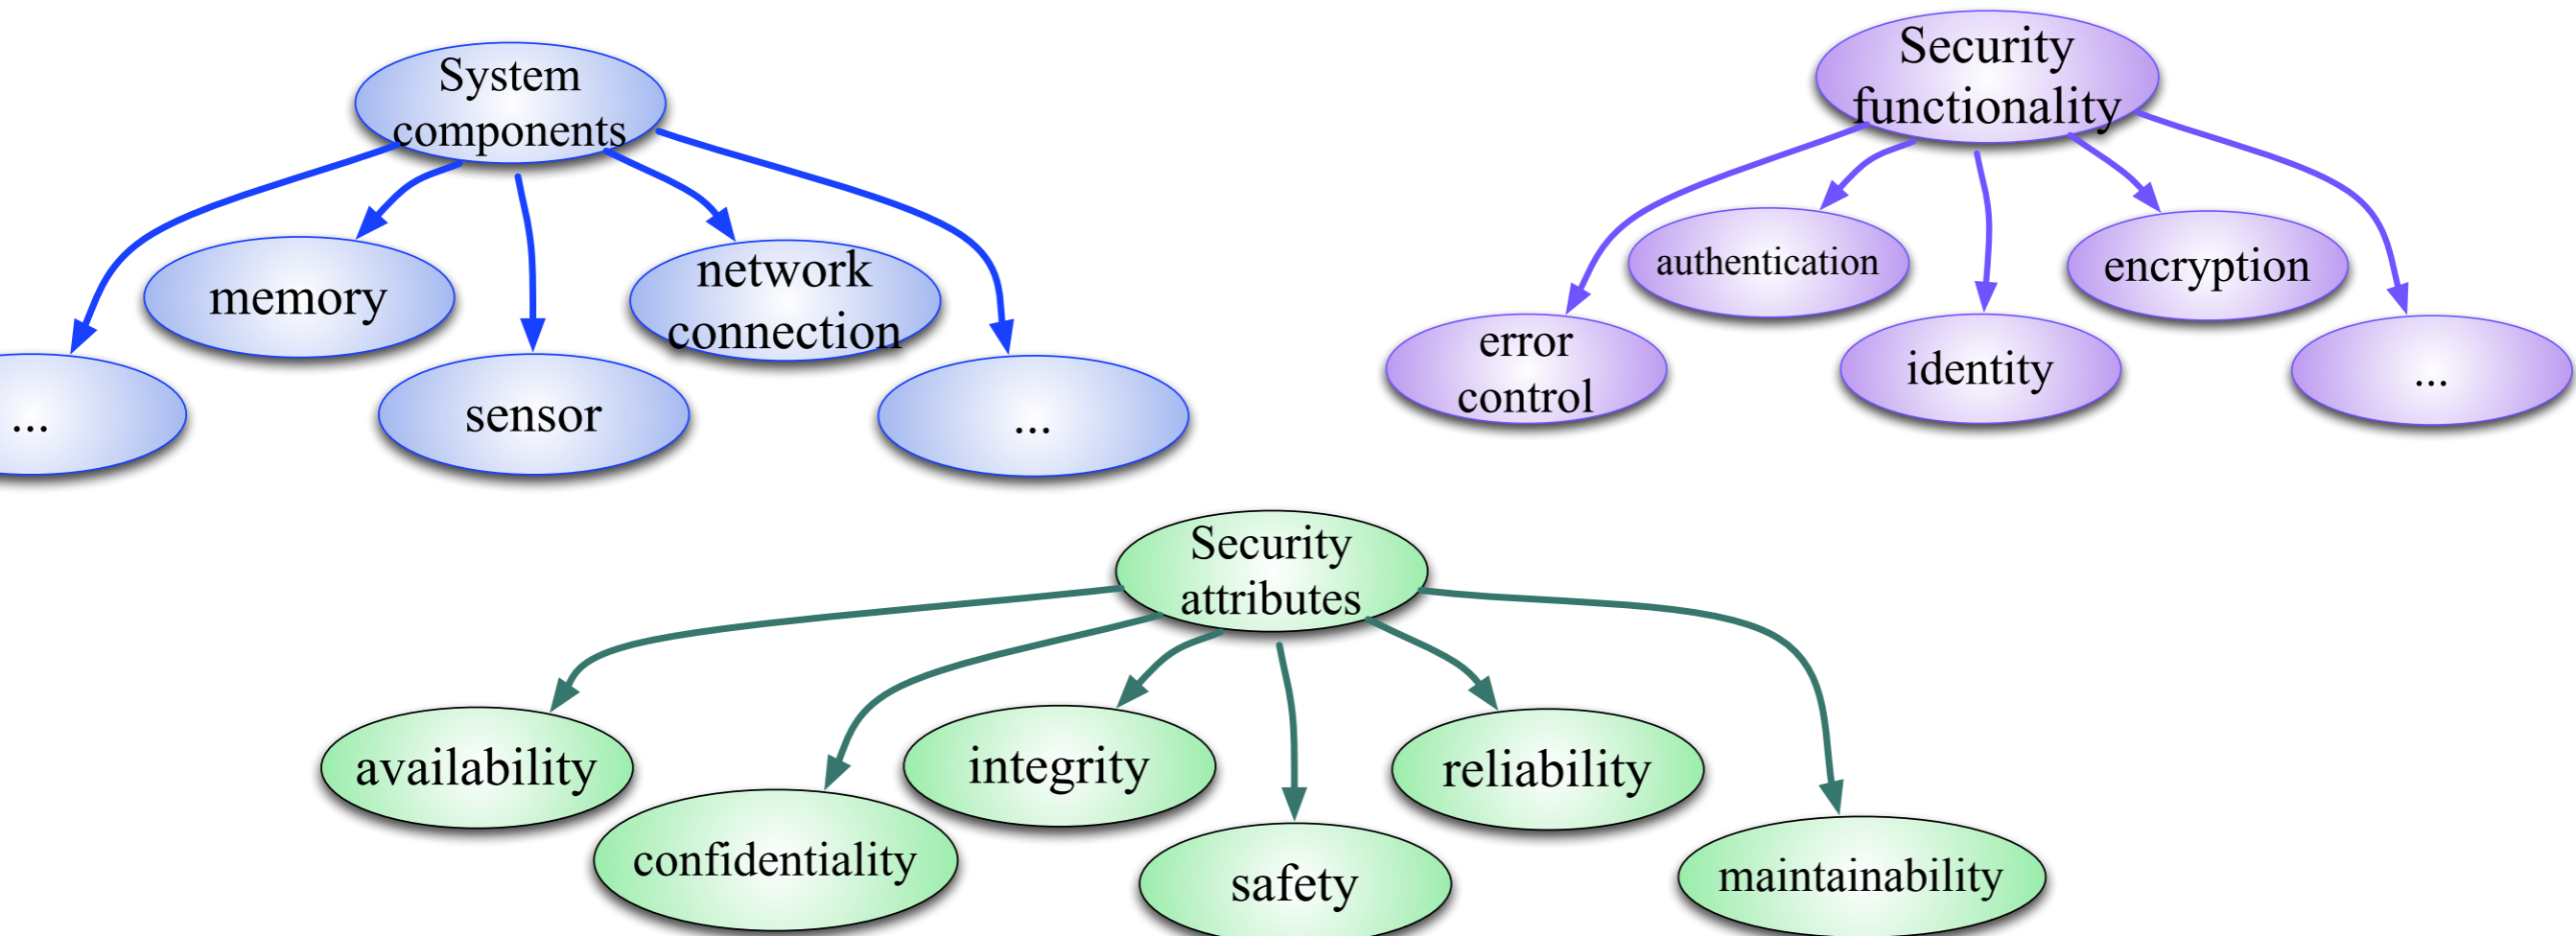 System
components
memory
network
connection
...
sensor
...
Security
functionality
authentication
encryption
error
control
identity
...
Security
attributes
availability
integrity
reliability
confidentiality
safety
maintainability